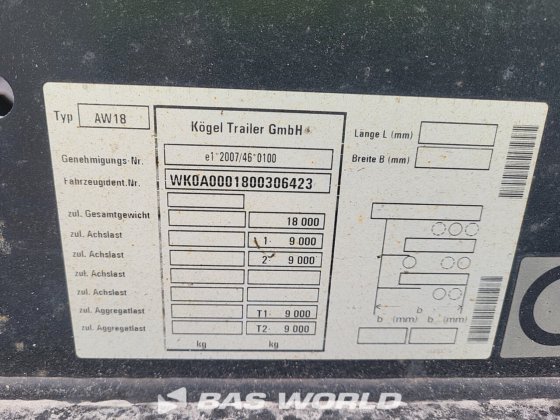 Typ AW18
Kögel Trailer GmbH
Länge L (mm)
Genehmigungs-Nr. e1*2007/46*0100
Breite B (mm)
Fahrzeugident.Nr. WK0A0001800306423
zul. Gesamtgewicht 18 000
zul. Achslast 1- 9 000
zul. Achslast 2- 9 000
zul. Achslast
zul. Achslast
zul. Aggregatlast T1- 9 000
zul. Aggregatlast T2- 9 000
kg kg
b b
b (mm) b (mm)
BAS WORLD